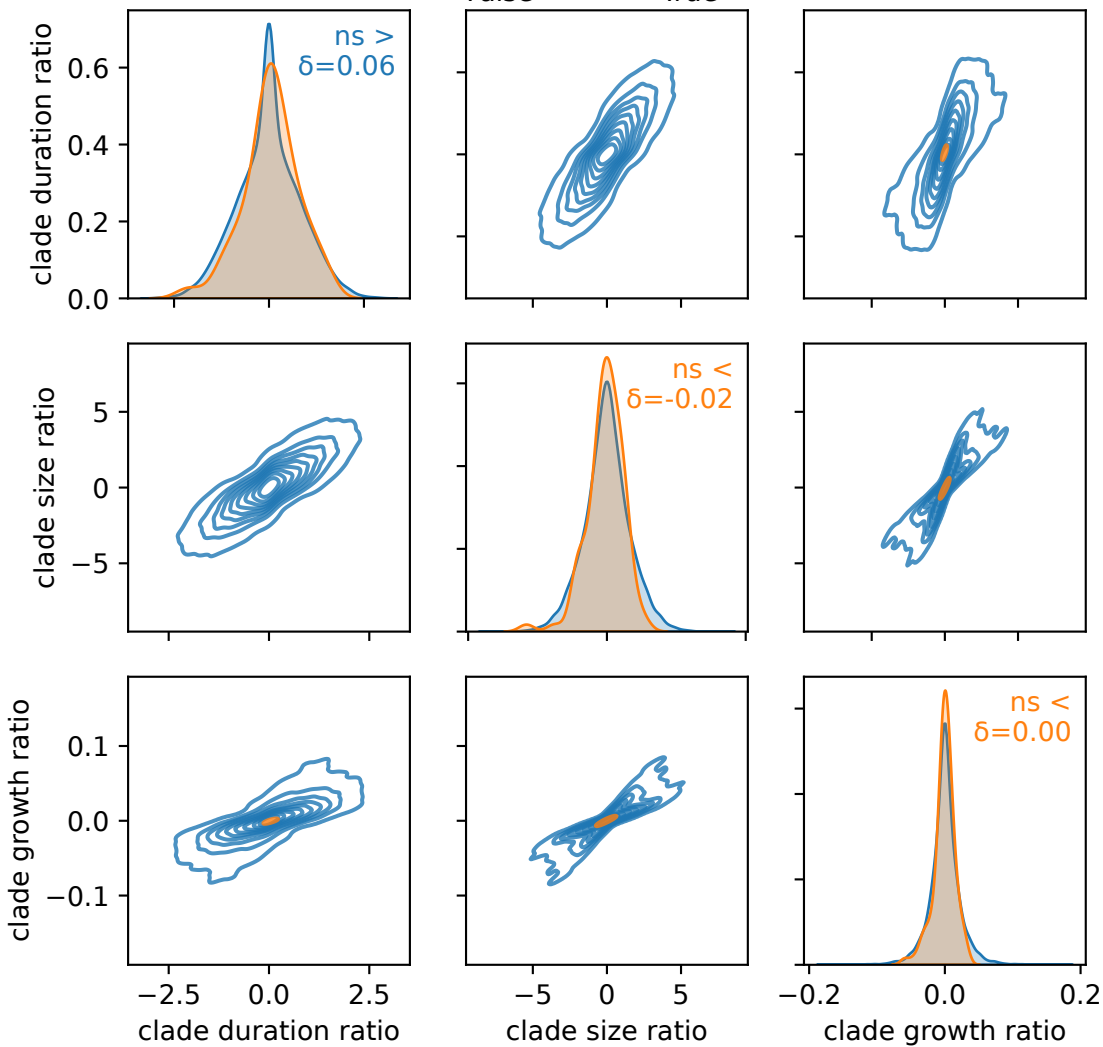 clade duration ratio
0.6
0.4
0.2
0.0
ns >
δ=0.06
clade size ratio
5
0
−5
ns <
δ=-0.02
clade growth ratio
0.1
0.0
−0.1
ns <
δ=0.00
−2.5 0.0 2.5
−5 0 5
−0.2 0.0 0.2
clade duration ratio
clade size ratio
clade growth ratio